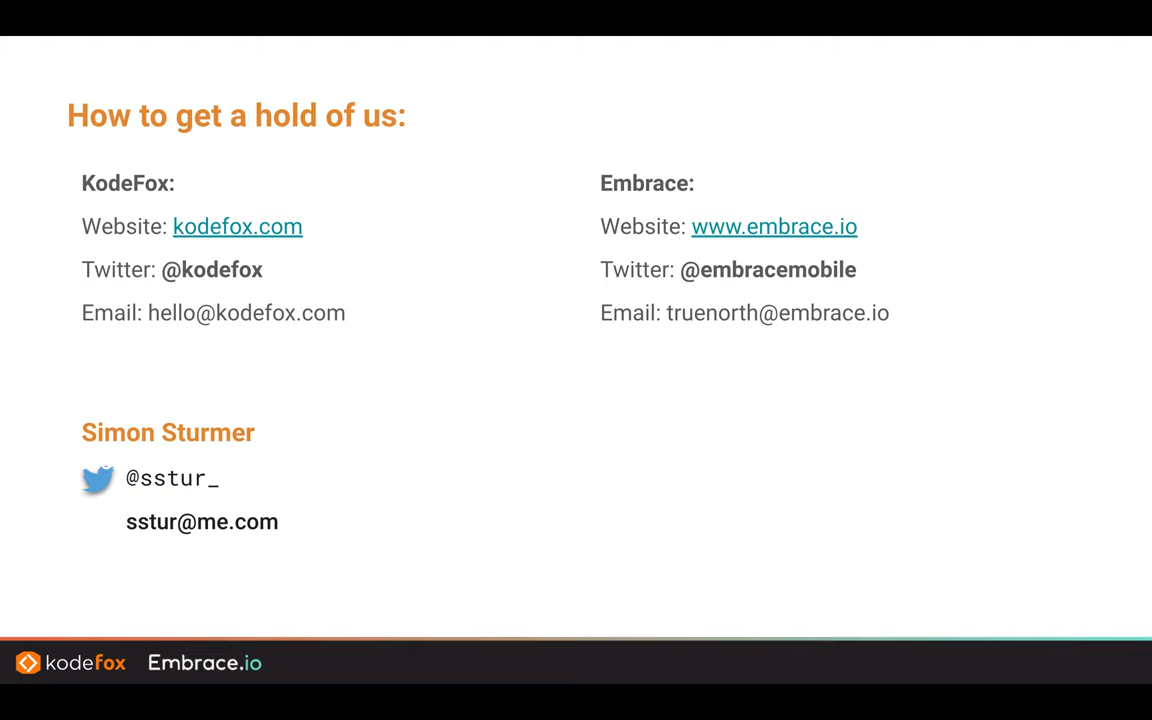 How to get a hold of us:
KodeFox:
Website: kodefox.com
Twitter: @kodefox
Email: hello@kodefox.com
Embrace:
Website: www.embrace.io
Twitter: @embracemobile
Email: truenorth@embrace.io
Simon Sturmer
@sstur_
sstur@me.com
kodefox Embrace.io